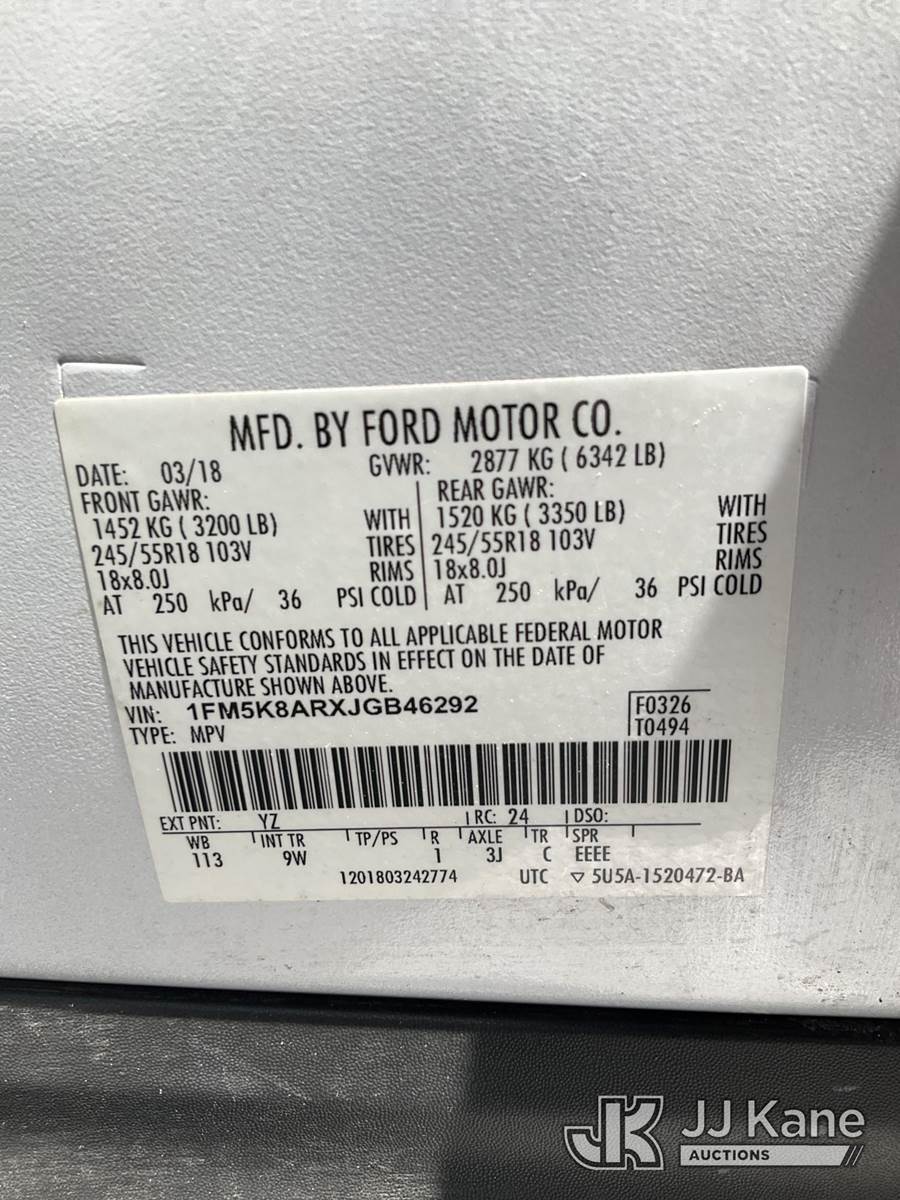 MFD. BY FORD MOTOR CO.
DATE: 03/18 GVWR: 2877 KG ( 6342 LB)
FRONT GAWR: REAR GAWR:
1452 KG ( 3200 LB) WITH 1520 KG ( 3350 LB) WITH
245/55R18 103V TIRES 245/55R18 103V TIRES
18x8.0J RIMS 18x8.0J RIMS
AT 250 kPa/ 36 PSI COLD AT 250 kPa/ 36 PSI COLD
THIS VEHICLE CONFORMS TO ALL APPLICABLE FEDERAL MOTOR
VEHICLE SAFETY STANDARDS IN EFFECT ON THE DATE OF
MANUFACTURE SHOWN ABOVE.
VIN: 1FM5K8ARXJGB46292 F0326
TYPE: MPV T0494
EXT PNT: YZ RC: 24 DSO:
WB INT TR TP/PS R AXLE TR SPR
113 9W 1 3J C EEEE
1201803242774 UTC ▽ 5U5A-1520472-BA
JK JJ Kane
AUCTIONS